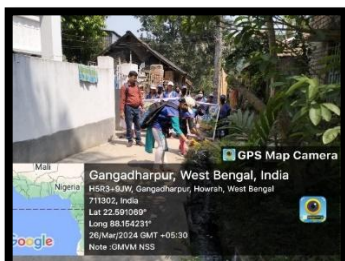 GPS Map Camera
Mali
Nigeria
Google
Gangadharpur, West Bengal, India
H5R3+9JW, Gangadharpur, Howrah, West Bengal
711302, India
Lat 22.591069°
Long 88.154231°
26/Mar/2024 GMT +05:30
Note :GMVM NSS